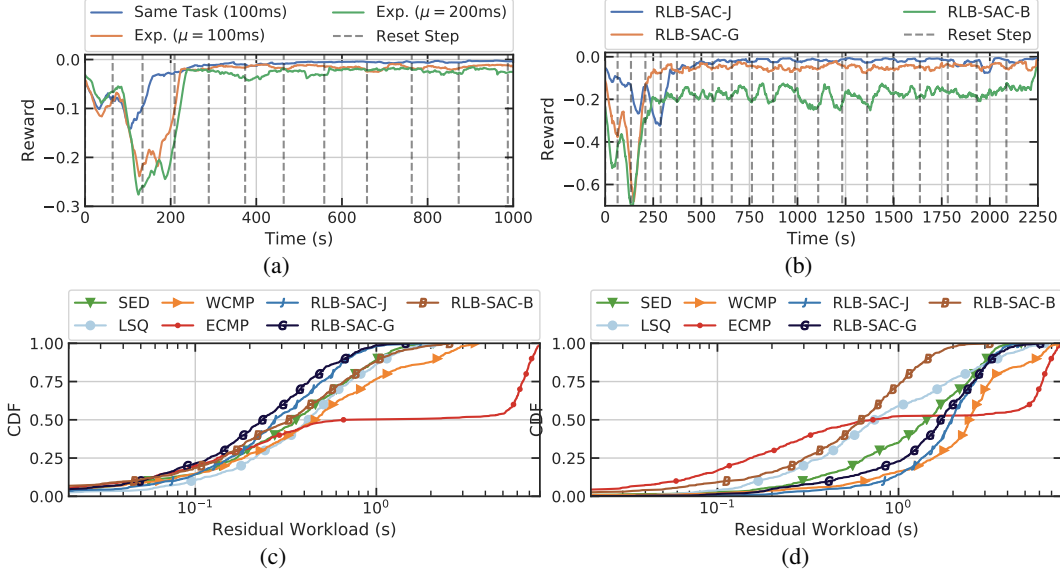 Same Task (100ms) Exp. (μ = 200ms)
Exp. (μ = 100ms) Reset Step
0.0
−0.1
−0.2
−0.3
Reward
0 200 400 600 800 1000
Time (s)
(a)
RLB-SAC-J RLB-SAC-B
RLB-SAC-G Reset Step
0.0
−0.2
−0.4
−0.6
Reward
0 250 500 750 1000 1250 1500 1750 2000 2250
Time (s)
(b)
SED WCMP RLB-SAC-J RLB-SAC-B
LSQ ECMP RLB-SAC-G
1.00
0.75
0.50
0.25
0.00
CDF
10⁻¹ 10⁰
Residual Workload (s)
(c)
SED WCMP RLB-SAC-J RLB-SAC-B
LSQ ECMP RLB-SAC-G
1.00
0.75
0.50
0.25
0.00
CDF
10⁻¹ 10⁰
Residual Workload (s)
(d)